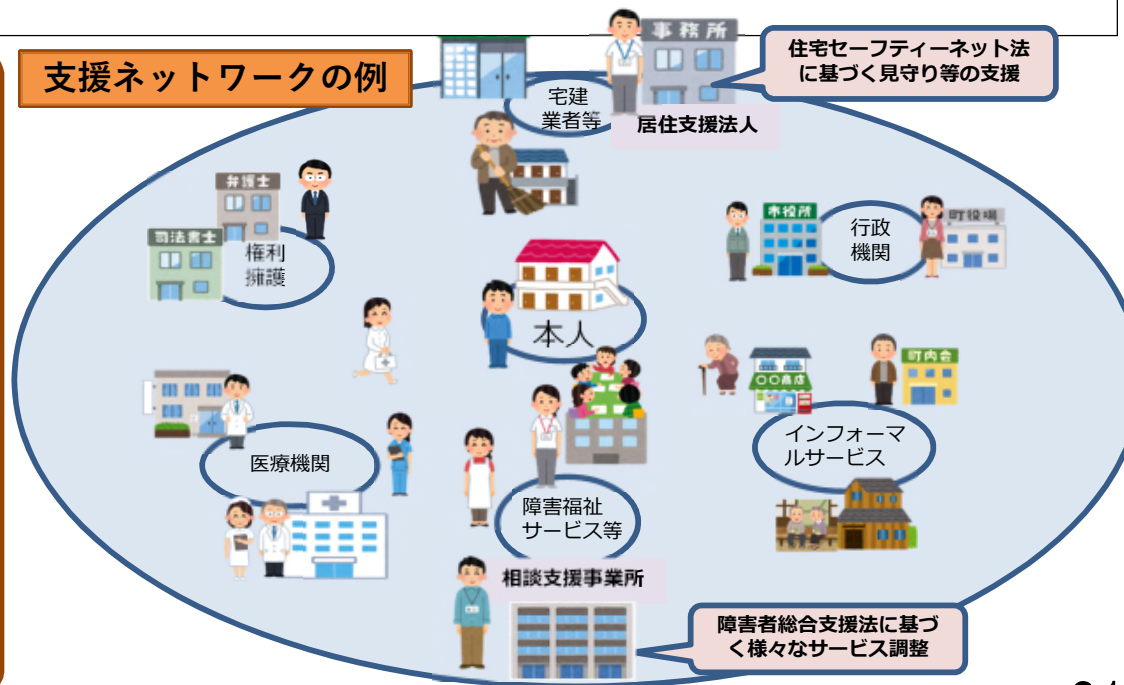 支援ネットワークの例
事務所
住宅セーフティーネット法
に基づく見守り等の支援
宅建
業者等
居住支援法人
弁護士
司法書士
権利
擁護
市役所
行政
機関
町役場
本人
〇〇商店
町内会
インフォーマ
ルサービス
医療機関
障害福祉
サービス等
相談支援事業所
障害者総合支援法に基づ
く様々なサービス調整